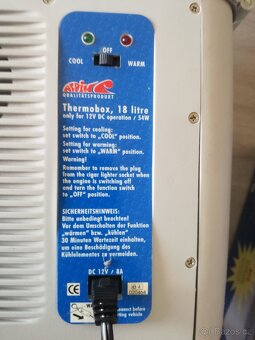 OFF
COOL WARM
QUALITÄTSPRODUKT
Thermobox, 18 litre
only for 12V DC operation / 54W
Setting for cooling:
set switch to „COOL“ position.
Setting for warming:
set switch to „WARM“ position.
Warning!
Remember to remove the plug
from the cigar lighter socket when
the engine is switching off
and turn the function switch
to "OFF" position.
SICHERHEITSHINWEIS:
Bitte unbedingt beachten!
Vor dem Umschalten der Funktion
„wärmen“ bzw. „kühlen“
30 Minuten Wartezeit einhalten,
um eine Beschädigung des
Kühlelementes zu vermeiden.
DC 12V / 8A
CE
before
vehicle